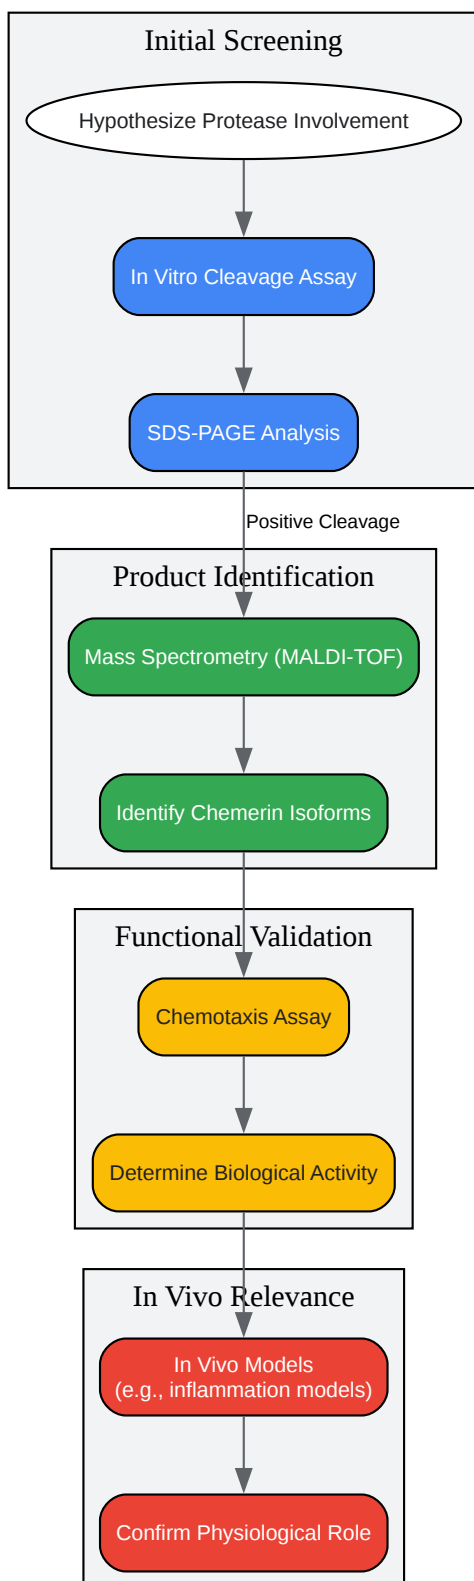 Initial Screening
Hypothesize Protease Involvement
In Vitro Cleavage Assay
SDS-PAGE Analysis
Positive Cleavage
Product Identification
Mass Spectrometry (MALDI-TOF)
Identify Chemerin Isoforms
Functional Validation
Chemotaxis Assay
Determine Biological Activity
In Vivo Relevance
In Vivo Models
(e.g., inflammation models)
Confirm Physiological Role